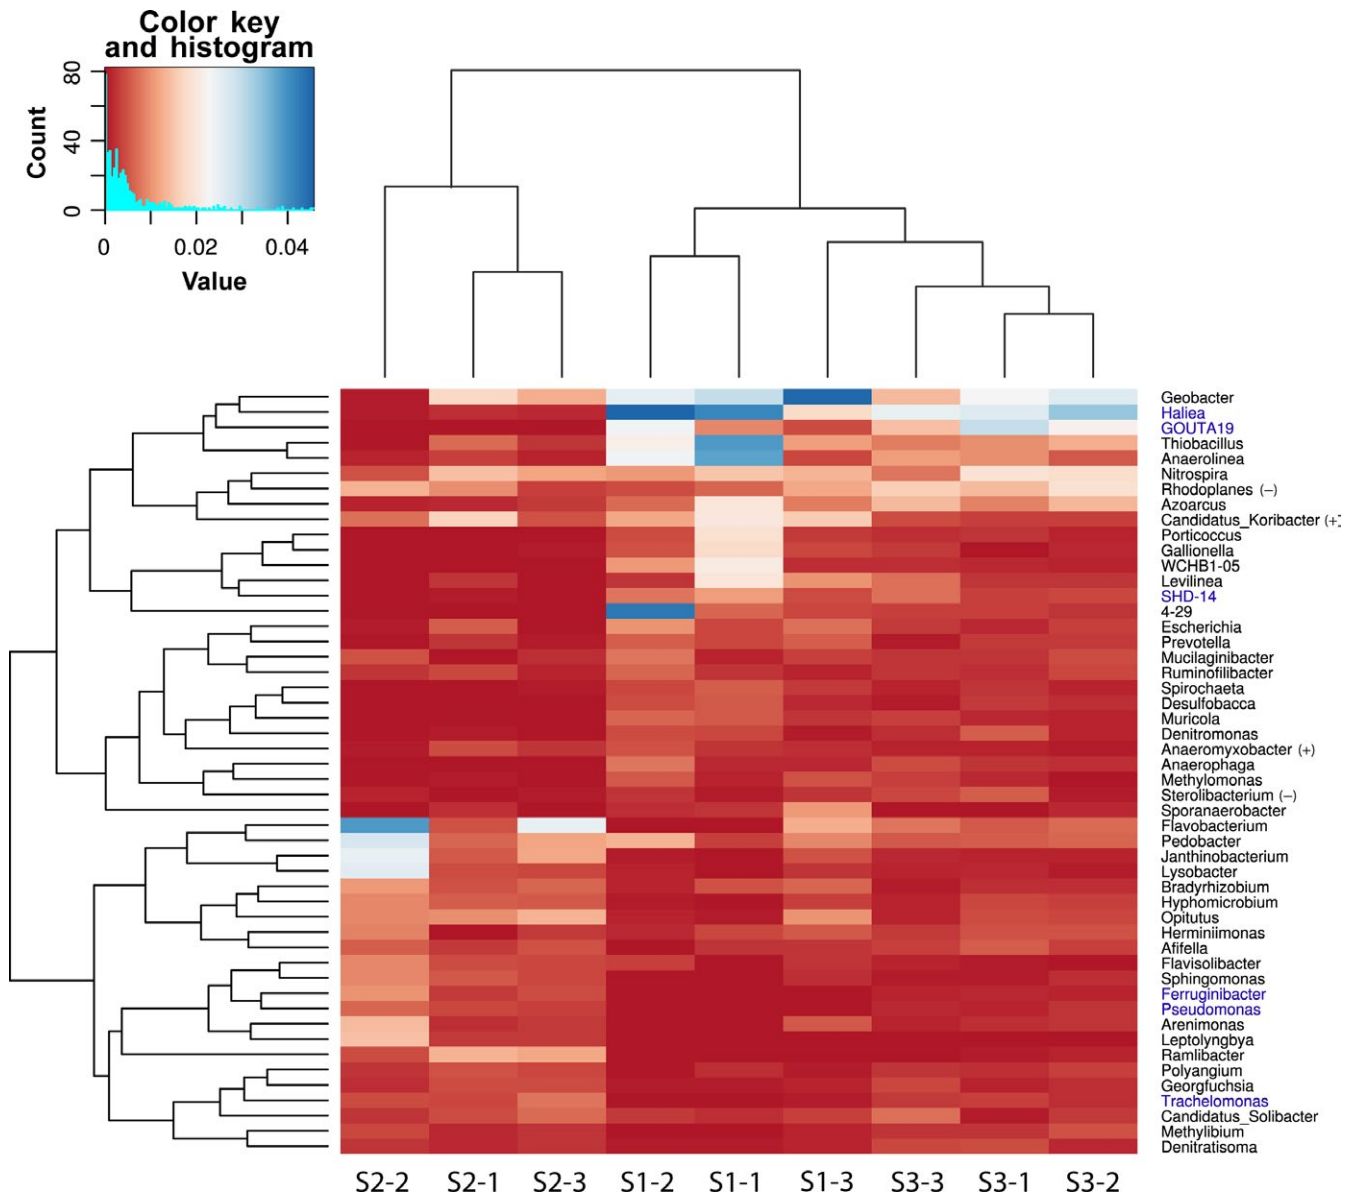 Color key
and histogram
80
40
0
Count
0
0.02
0.04
Value
Geobacter
Haliea
GOUTA19
Thiobacillus
Anaerolinea
Nitrospira
Rhodoplanes (−)
Azoarcus
Candidatus_Koribacter (+)
Porticoccus
Gallionella
WCHB1-05
Levilinea
SHD-14
4-29
Escherichia
Prevotella
Mucilaginibacter
Ruminofilibacter
Spirochaeta
Desulfobacca
Muricola
Denitromonas
Anaeromyxobacter (+)
Anaerophaga
Methylomonas
Sterolibacterium (−)
Sporanaerobacter
Flavobacterium
Pedobacter
Janthinobacterium
Lysobacter
Bradyrhizobium
Hyphomicrobium
Opitutus
Herminiimonas
Afifella
Flavisolibacter
Sphingomonas
Ferruginibacter
Pseudomonas
Arenimonas
Leptolyngbya
Ramlibacter
Polyangium
Georgfuchsia
Trachelomonas
Candidatus_Solibacter
Methylibium
Denitratisoma
S2-2 S2-1 S2-3 S1-2 S1-1 S1-3 S3-3 S3-1 S3-2